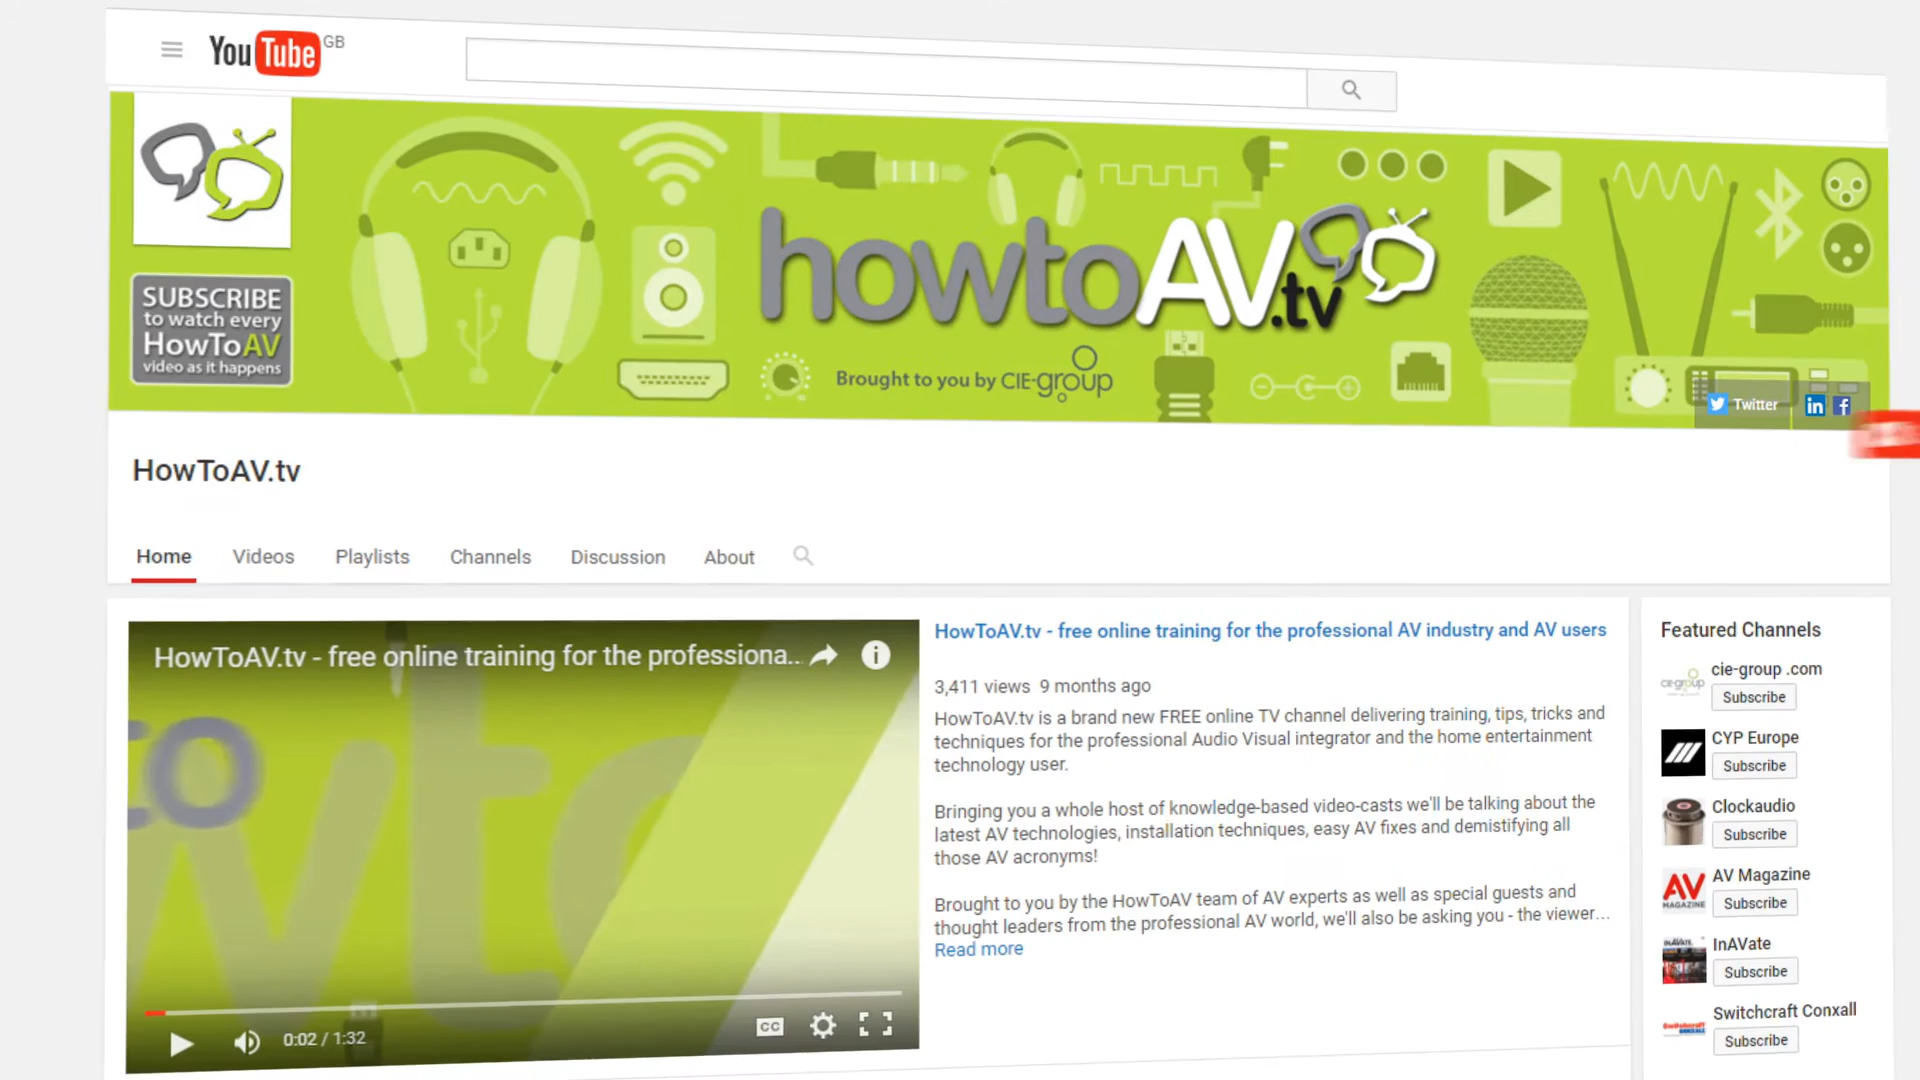 YouTube GB
howtoAV.tv
SUBSCRIBE
to watch every
HowToAV
video as it happens
Brought to you by CIE-group
Twitter
in f
HowToAV.tv
Home Videos Playlists Channels Discussion About
HowToAV.tv - free online training for the professiona...
0:02 / 1:32
CC
HowToAV.tv - free online training for the professional AV industry and AV users
3,411 views 9 months ago
HowToAV.tv is a brand new FREE online TV channel delivering training, tips, tricks and
techniques for the professional Audio Visual integrator and the home entertainment
technology user.
Bringing you a whole host of knowledge-based video-casts we'll be talking about the
latest AV technologies, installation techniques, easy AV fixes and demistifying all
those AV acronyms!
Brought to you by the HowToAV team of AV experts as well as special guests and
thought leaders from the professional AV world, we'll also be asking you - the viewer...
Read more
Featured Channels
cie-group .com
Subscribe
CYP Europe
Subscribe
Clockaudio
Subscribe
AV Magazine
AV
MAGAZINE
Subscribe
InAVate
Subscribe
Switchcraft Conxall
Subscribe